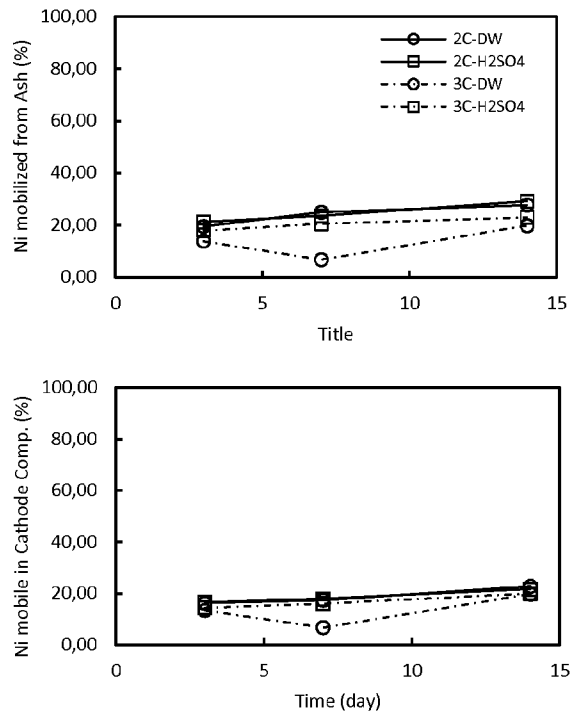 Ni mobilized from Ash (%)
100,00
80,00
60,00
40,00
20,00
0,00
2C-DW
2C-H2SO4
3C-DW
3C-H2SO4
0 5 10 15
Title
Ni mobile in Cathode Comp. (%)
100,00
80,00
60,00
40,00
20,00
0,00
0 5 10 15
Time (day)